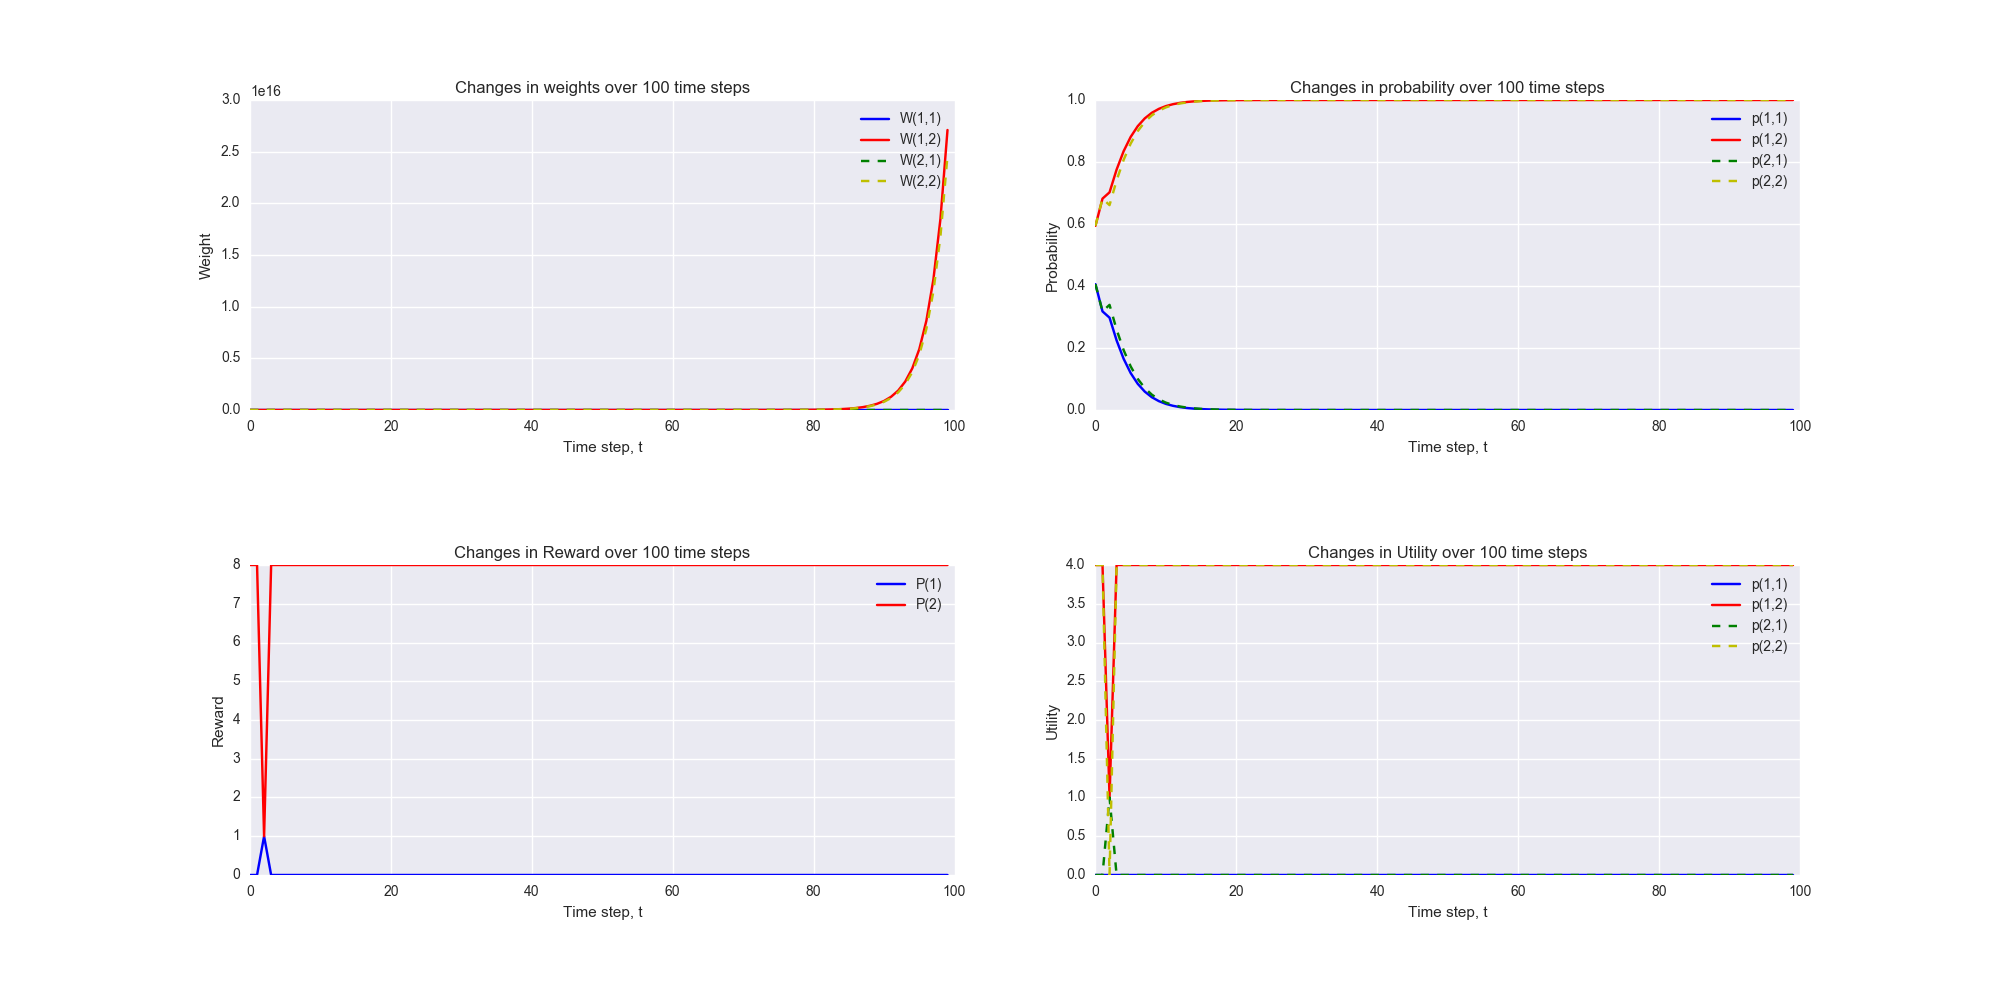 Changes in weights over 100 time steps
1e16
3.0
2.5
2.0
1.5
1.0
0.5
0.0
Weight
W(1,1)
W(1,2)
W(2,1)
W(2,2)
0 20 40 60 80 100
Time step, t
Changes in probability over 100 time steps
1.0
0.8
0.6
0.4
0.2
0.0
Probability
p(1,1)
p(1,2)
p(2,1)
p(2,2)
0 20 40 60 80 100
Time step, t
Changes in Reward over 100 time steps
8
7
6
5
4
3
2
1
0
Reward
P(1)
P(2)
0 20 40 60 80 100
Time step, t
Changes in Utility over 100 time steps
4.0
3.5
3.0
2.5
2.0
1.5
1.0
0.5
0.0
Utility
p(1,1)
p(1,2)
p(2,1)
p(2,2)
0 20 40 60 80 100
Time step, t